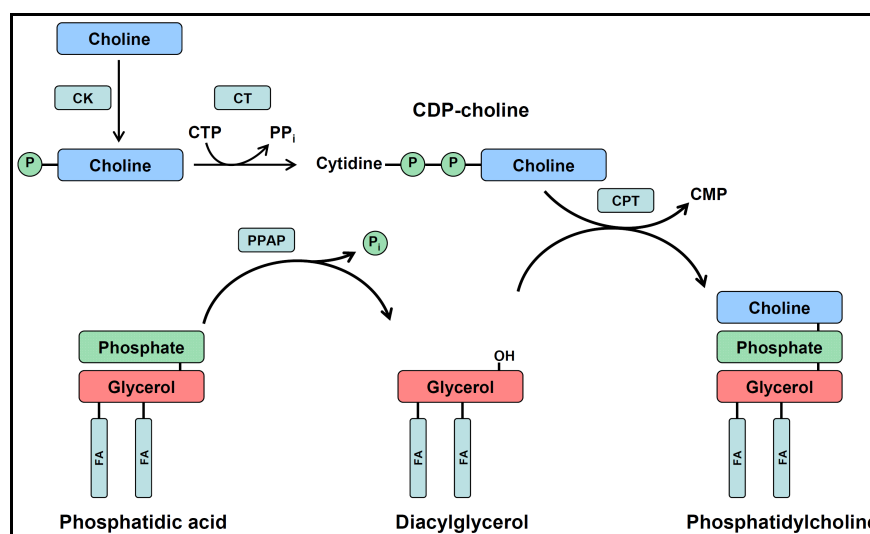 Choline
CK
CT
CDP-choline
CTP
PPi
P
Choline
Cytidine
P
P
Choline
CPT
CMP
PPAP
Pi
Choline
Phosphate
OH
Phosphate
Glycerol
Glycerol
Glycerol
FA
FA
FA
FA
FA
FA
Phosphatidic acid
Diacylglycerol
Phosphatidylcholine